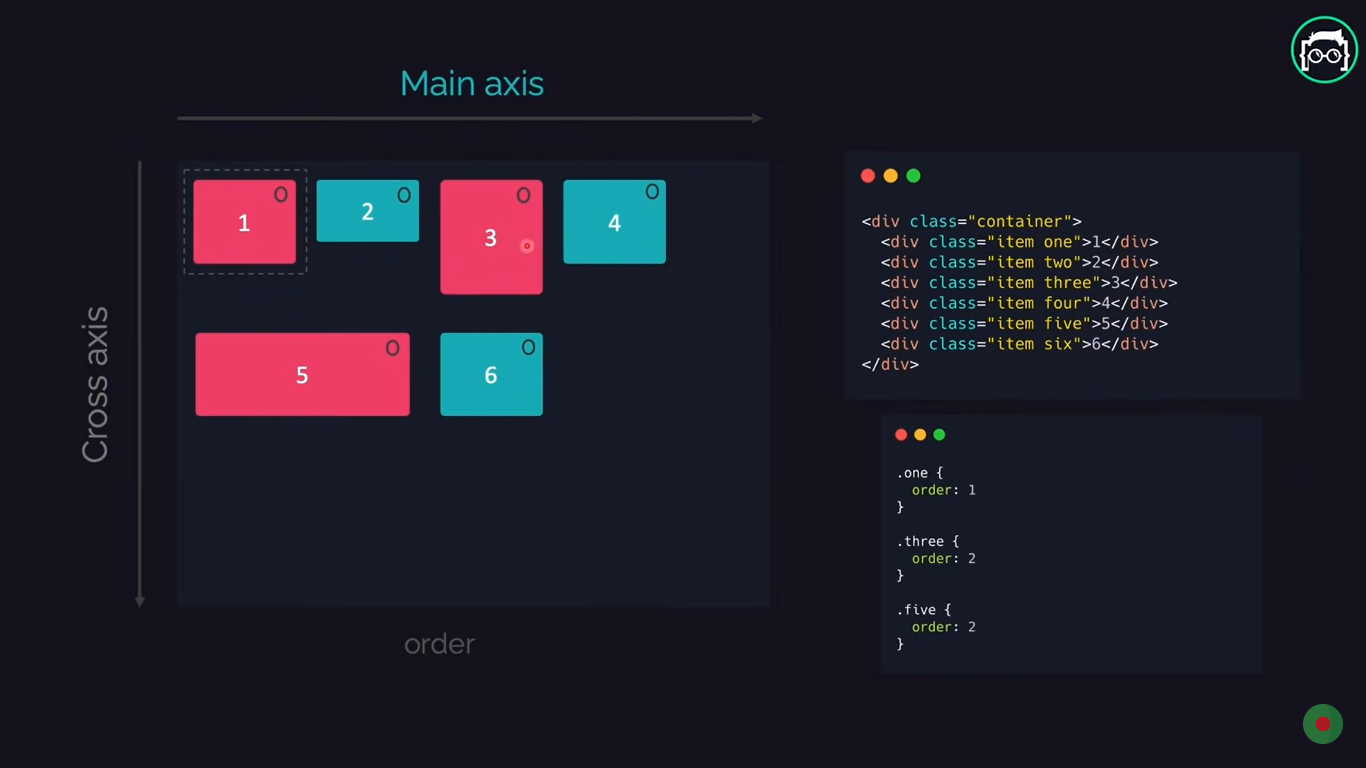 Main axis
Cross axis
0
1
0
2
0
3
0
4
0
5
0
6
order
<div class="container">
  <div class="item one">1</div>
  <div class="item two">2</div>
  <div class="item three">3</div>
  <div class="item four">4</div>
  <div class="item five">5</div>
  <div class="item six">6</div>
</div>
.one {
  order: 1
}
.three {
  order: 2
}
.five {
  order: 2
}